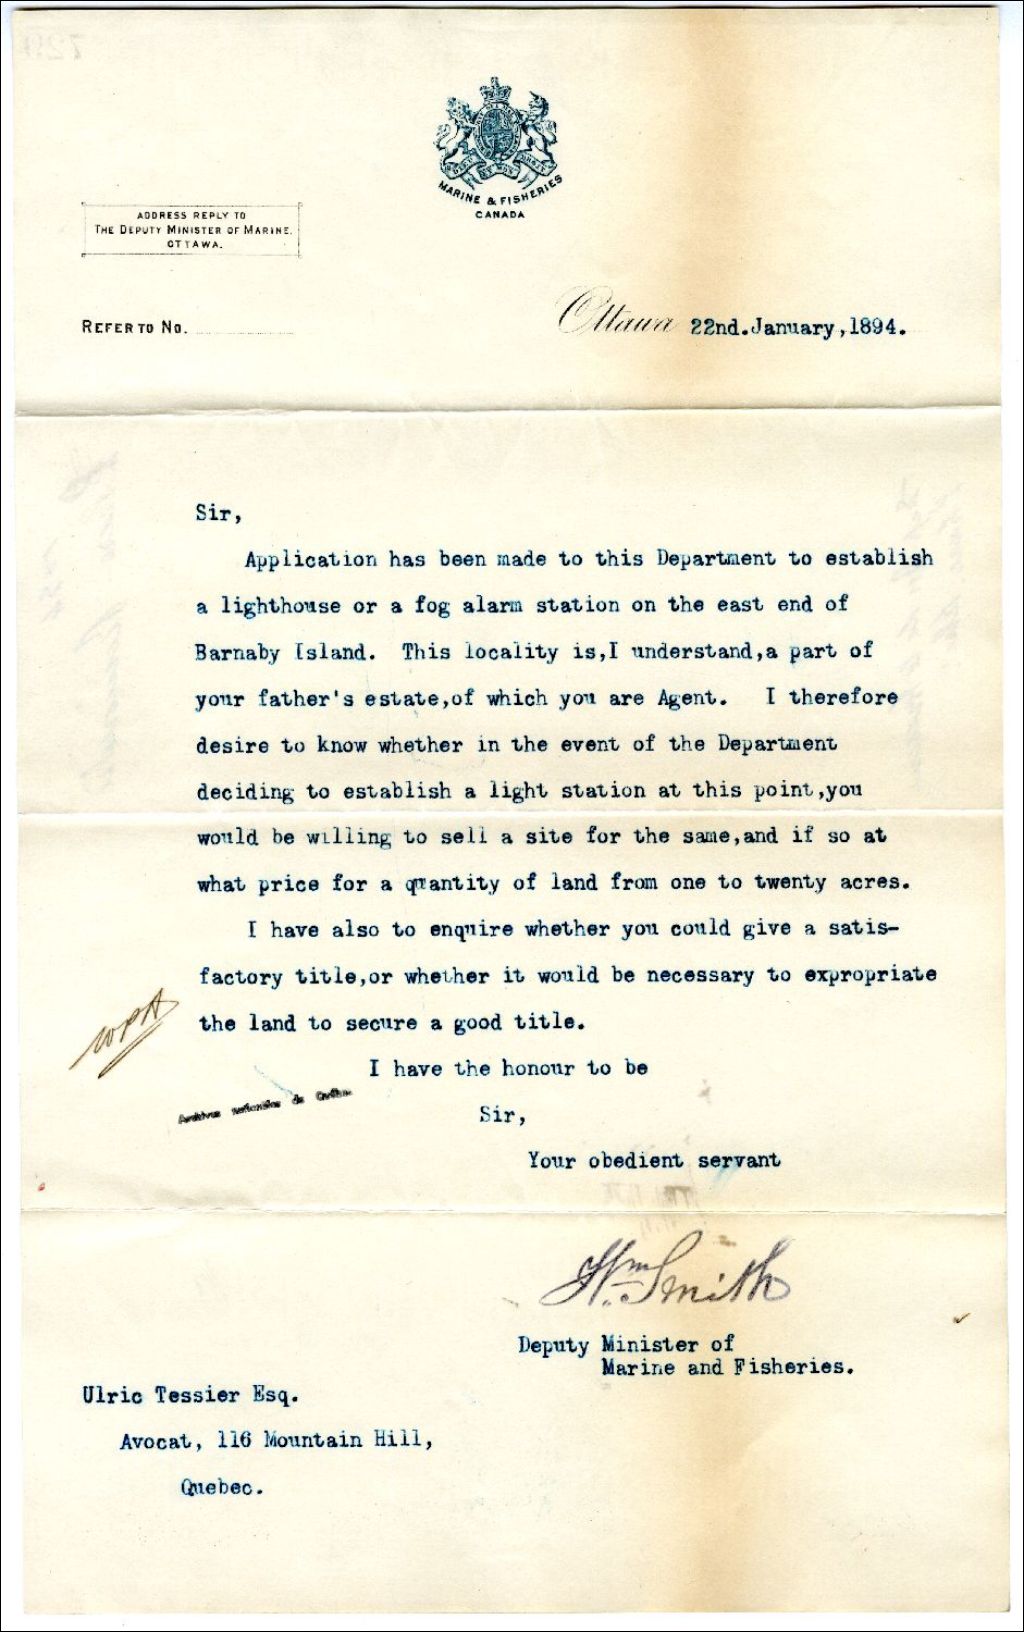 MARINE & FISHERIES
CANADA
ADDRESS REPLY TO
THE DEPUTY MINISTER OF MARINE.
OTTAWA.
REFER TO No.
Ottawa 22nd.January,1894.
Sir,
Application has been made to this Department to establish
a lighthouse or a fog alarm station on the east end of
Barnaby Island. This locality is,I understand,a part of
your father's estate,of which you are Agent. I therefore
desire to know whether in the event of the Department
deciding to establish a light station at this point,you
would be willing to sell a site for the same,and if so at
what price for a quantity of land from one to twenty acres.
I have also to enquire whether you could give a satis-
factory title,or whether it would be necessary to expropriate
the land to secure a good title.
WPA
I have the honour to be
Archives nationales du Québec
Sir,
Your obedient servant
Wm Smith
Deputy Minister of
Marine and Fisheries.
Ulric Tessier Esq.
Avocat, 116 Mountain Hill,
Quebec.